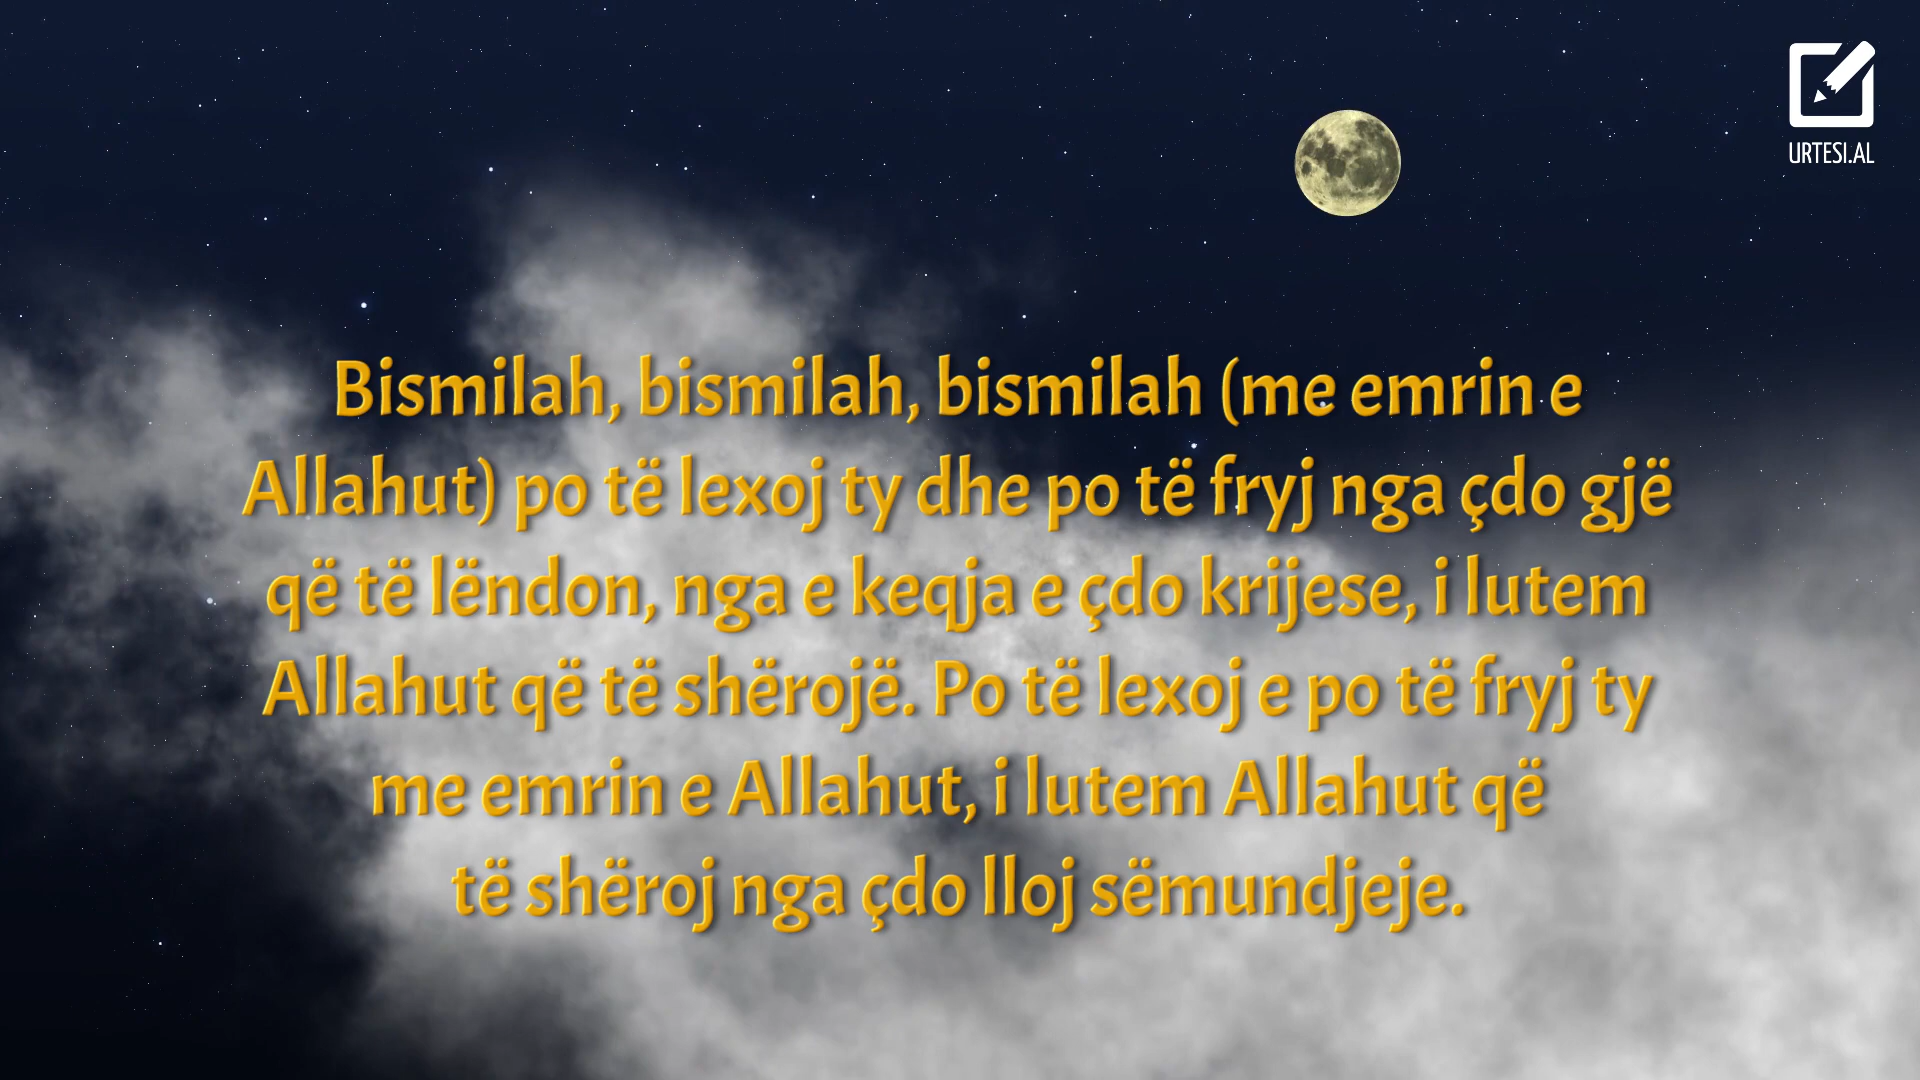 URTESI.AL
Bismilah, bismilah, bismilah (me emrin e
Allahut) po të lexoj ty dhe po të fryj nga çdo gjë
që të lëndon, nga e keqja e çdo krijese, i lutem
Allahut që të shërojë. Po të lexoj e po të fryj ty
me emrin e Allahut, i lutem Allahut që
të shëroj nga çdo lloj sëmundjeje.